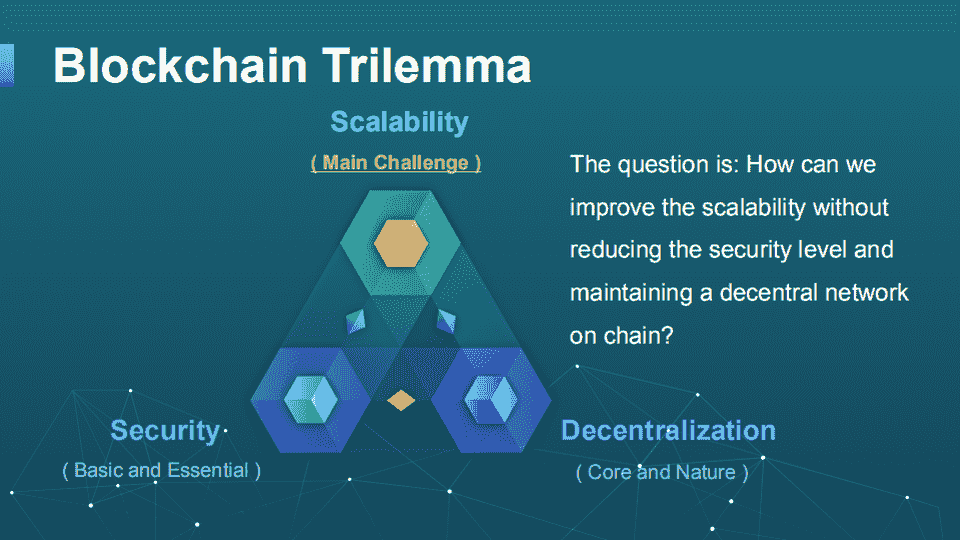 Blockchain Trilemma
Scalability
( Main Challenge )
The question is: How can we
improve the scalability without
reducing the security level and
maintaining a decentral network
on chain?
Security
( Basic and Essential )
Decentralization
( Core and Nature )